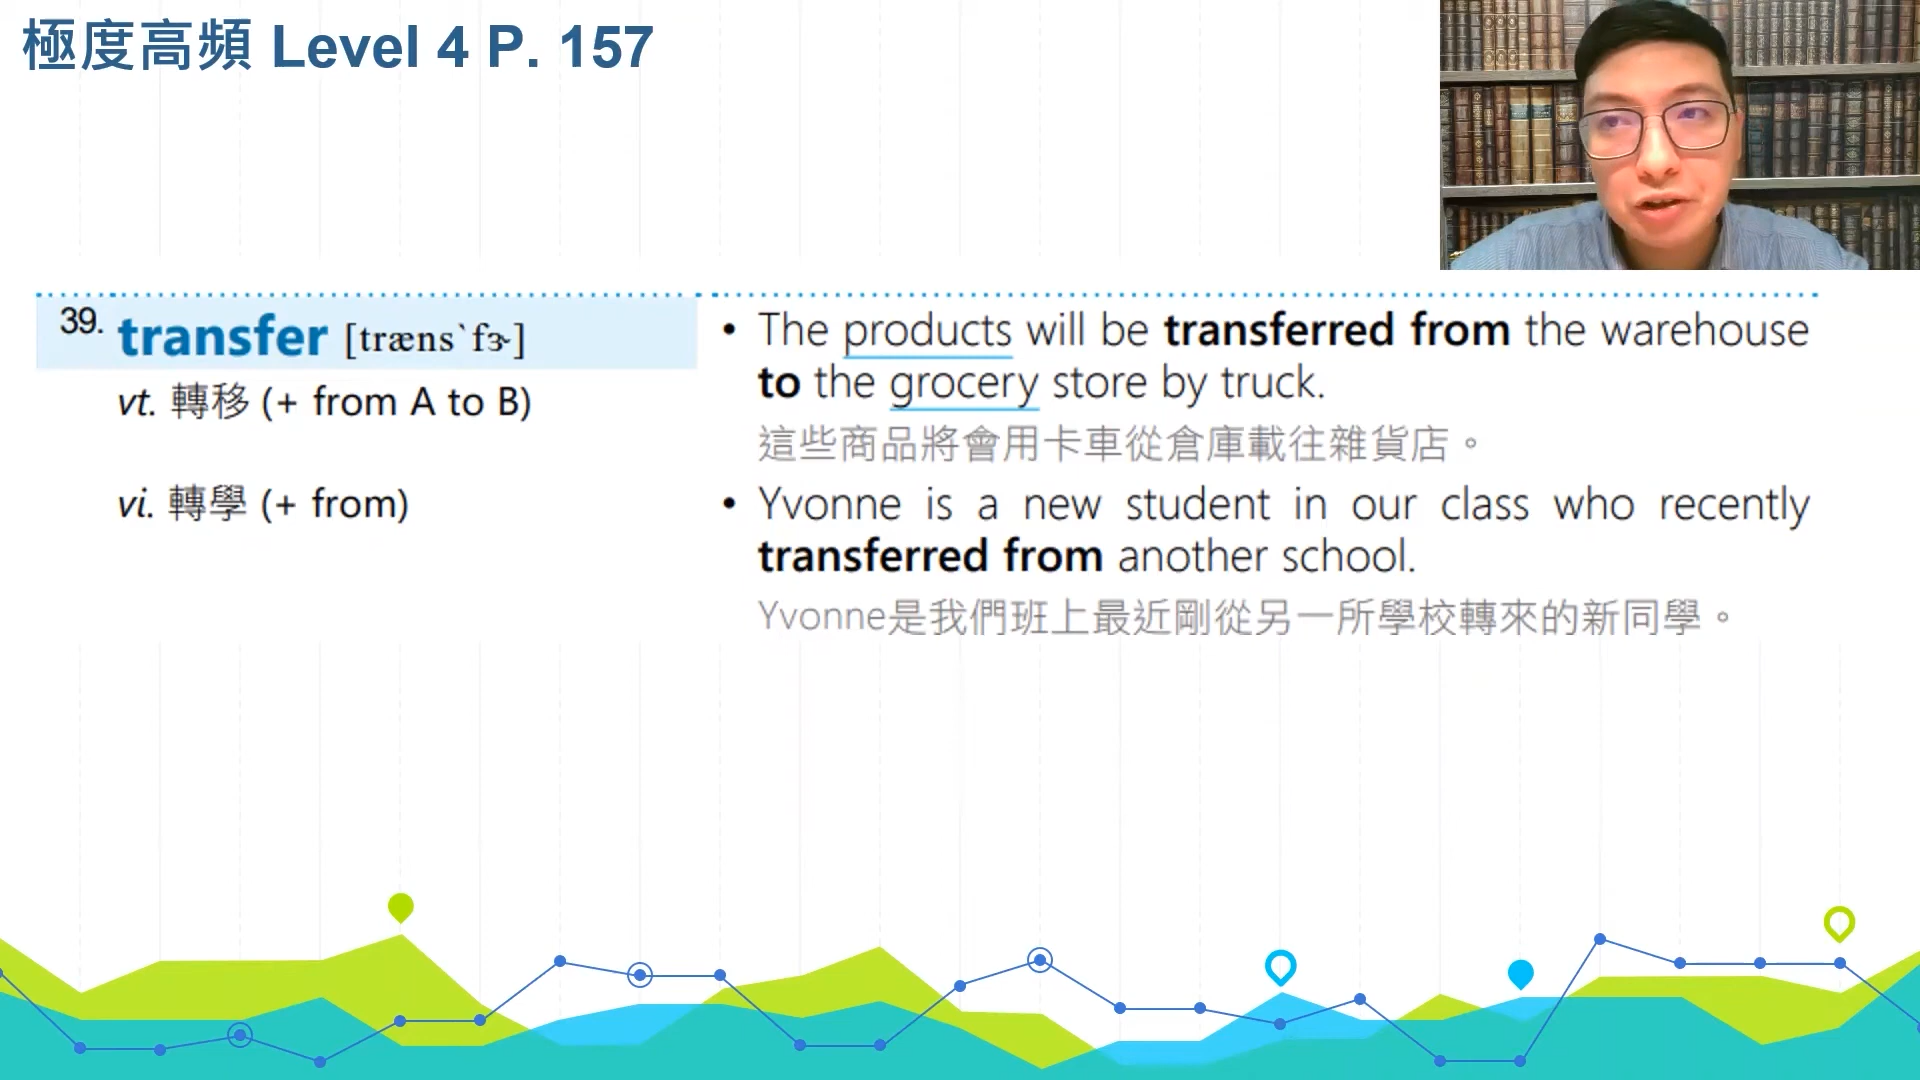 極度高頻 Level 4 P. 157
39. transfer [træns`fɝ]
vt. 轉移 (+ from A to B)
vi. 轉學 (+ from)
• The products will be transferred from the warehouse
to the grocery store by truck.
這些商品將會用卡車從倉庫載往雜貨店。
• Yvonne is a new student in our class who recently
transferred from another school.
Yvonne是我們班上最近剛從另一所學校轉來的新同學。